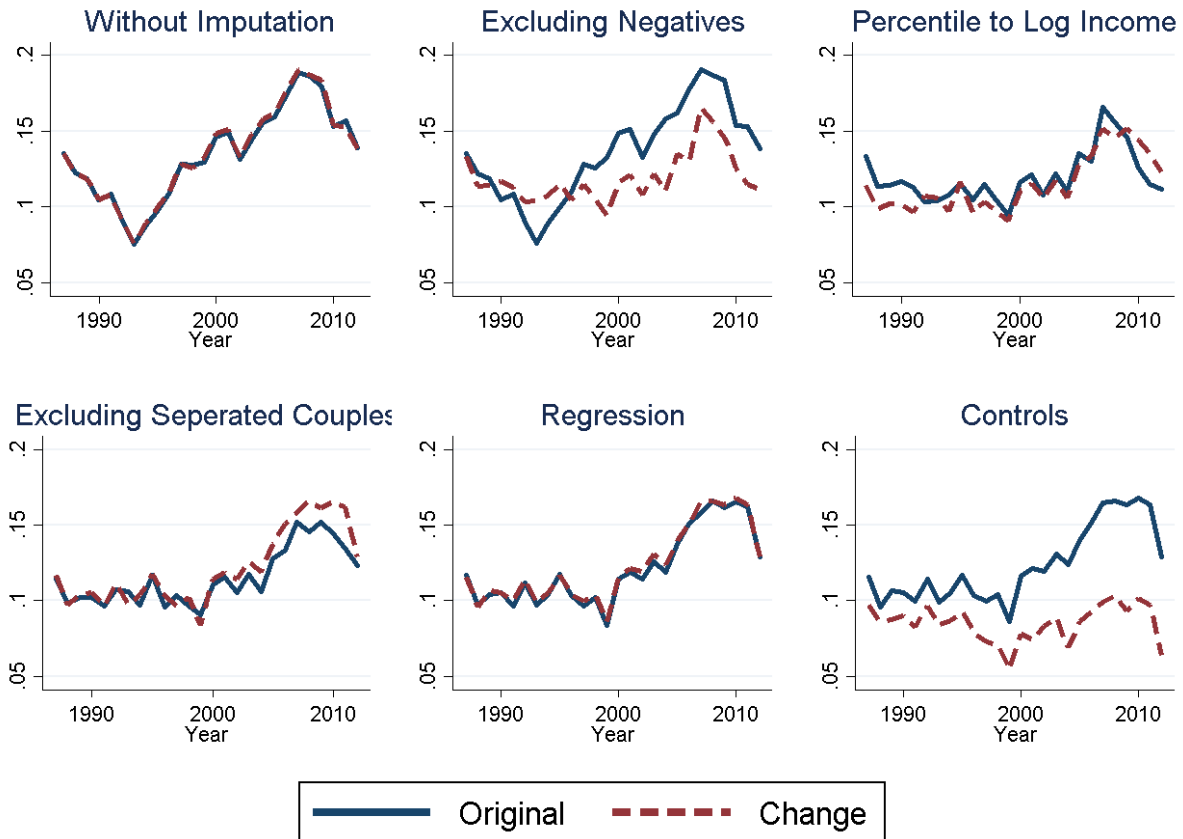 Without Imputation
Excluding Negatives
Percentile to Log Income
.2
.15
.1
.05
1990 2000 2010
Year
.2
.15
.1
.05
1990 2000 2010
Year
.2
.15
.1
.05
1990 2000 2010
Year
Excluding Seperated Couples
Regression
Controls
.2
.15
.1
.05
1990 2000 2010
Year
.2
.15
.1
.05
1990 2000 2010
Year
.2
.15
.1
.05
1990 2000 2010
Year
Original Change